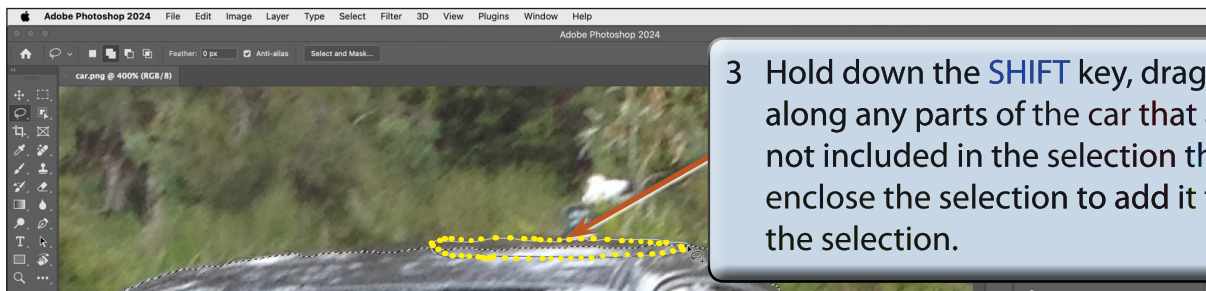 Adobe Photoshop 2024 File Edit Image Layer Type Select Filter 3D View Plugins Window Help
Adobe Photoshop 2024
Feather: 0 px Anti-alias Select and Mask...
car.png @ 400% (RGB/8)
3 Hold down the SHIFT key, drag
along any parts of the car that
not included in the selection
enclose the selection to add it
the selection.